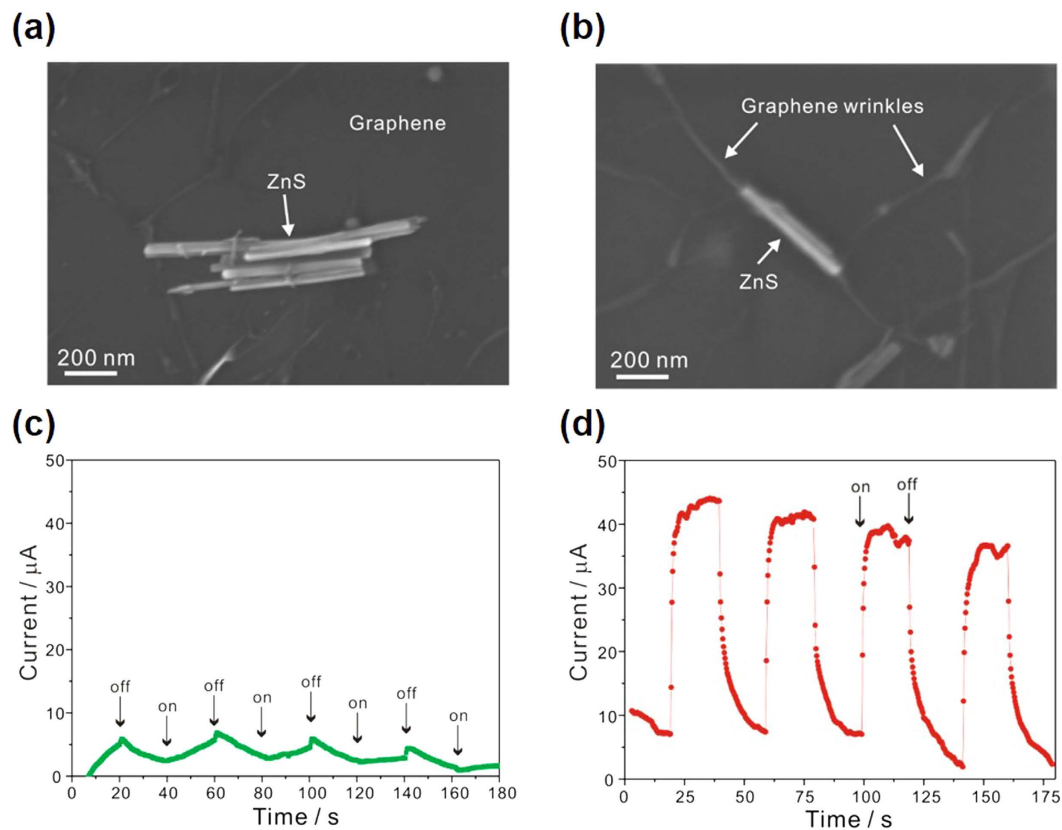 (a)
(b)
Graphene
ZnS
200 nm
Graphene wrinkles
ZnS
200 nm
(c)
(d)
50
40
30
20
10
0
Current / μA
off
on
off
on
off
on
off
on
0
20
40
60
80
100
120
140
160
180
Time / s
50
40
30
20
10
0
Current / μA
on
off
0
25
50
75
100
125
150
175
Time / s